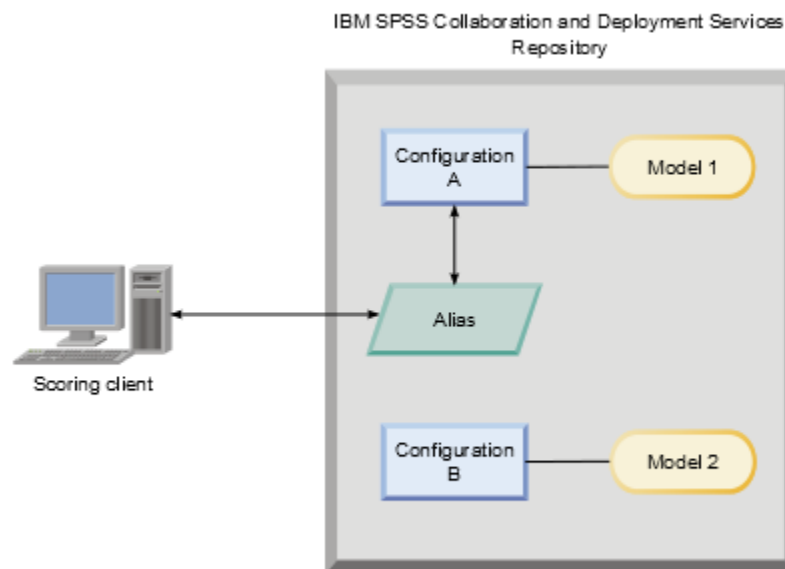 IBM SPSS Collaboration and Deployment Services
Repository
Configuration
A
Model 1
Alias
Scoring client
Configuration
B
Model 2